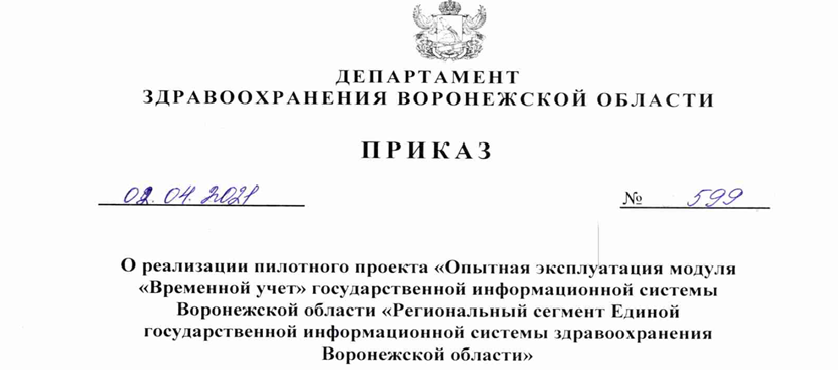 ДЕПАРТАМЕНТ
ЗДРАВООХРАНЕНИЯ ВОРОНЕЖСКОЙ ОБЛАСТИ
ПРИКАЗ
02.04.2021 № 599
О реализации пилотного проекта «Опытная эксплуатация модуля
«Временной учет» государственной информационной системы
Воронежской области «Региональный сегмент Единой
государственной информационной системы здравоохранения
Воронежской области»